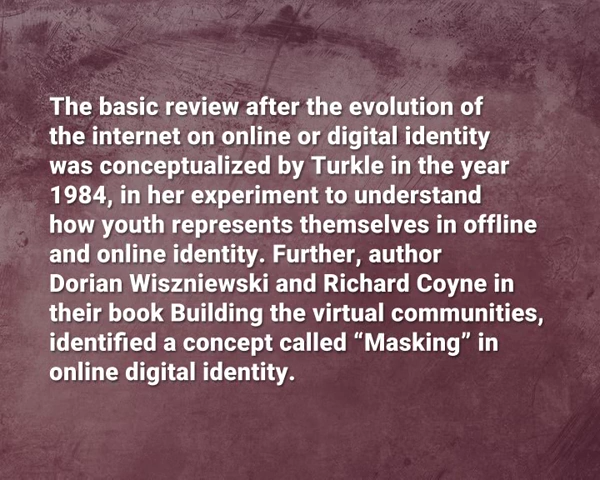 The basic review after the evolution of
the internet on online or digital identity
was conceptualized by Turkle in the year
1984, in her experiment to understand
how youth represents themselves in offline
and online identity. Further, author
Dorian Wiszniewski and Richard Coyne in
their book Building the virtual communities,
identified a concept called “Masking” in
online digital identity.